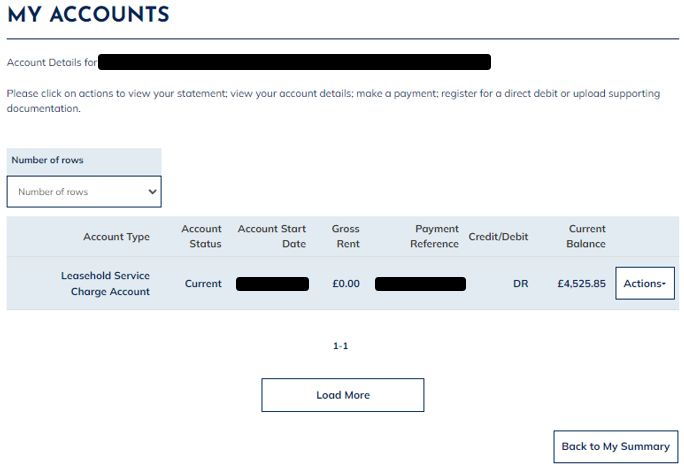 MY ACCOUNTS
Account Details for
Please click on actions to view your statement; view your account details; make a payment; register for a direct debit or upload supporting
documentation.
Number of rows
Number of rows
Account Type Account Status Account Start Date Gross Rent Payment Reference Credit/Debit Current Balance
Leasehold Service Charge Account Current £0.00 DR £4,525.85 Actions
1-1
Load More
Back to My Summary